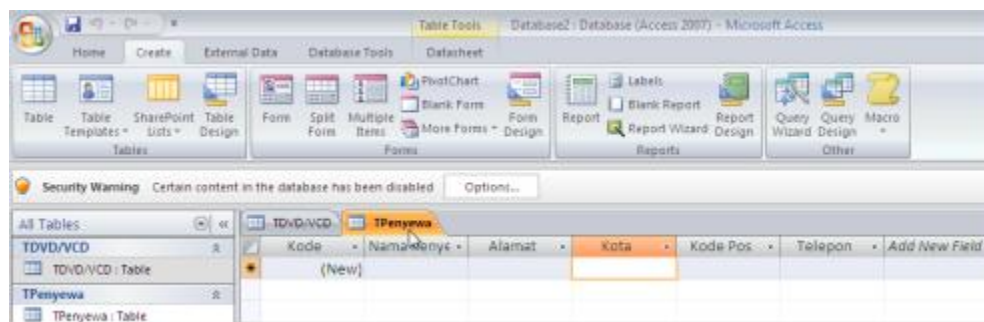 Table Tools Database2 : Database (Access 2007) - Microsoft Access
Home Create External Data Database Tools Datasheet
Table
Table Templates
SharePoint Lists
Table Design
Tables
Form
Split Form
Multiple Items
PivotChart
Blank Form
More Forms
Form Design
Forms
Report
Labels
Blank Report
Report Wizard
Report Design
Reports
Query Wizard
Query Design
Macro
Other
Security Warning Certain content in the database has been disabled Options...
All Tables
TDVD/VCD
TDVD/VCD : Table
TPenyewa
TPenyewa : Table
TDVD/VCD TPenyewa
Kode Nama Penye Alamat Kota Kode Pos Telepon Add New Field
(New)